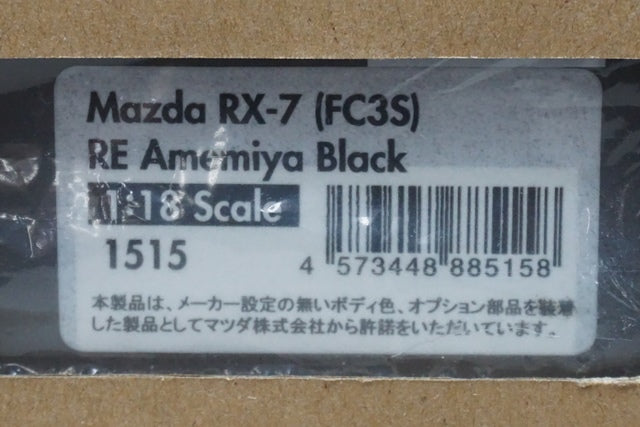 Mazda RX-7 (FC3S)
RE Amemiya Black
1:18 Scale
1515
4 573448 885158
本製品は、メーカー設定の無いボディ色、オプション部品を装着
した製品としてマツダ株式会社から許諾をいただいています。